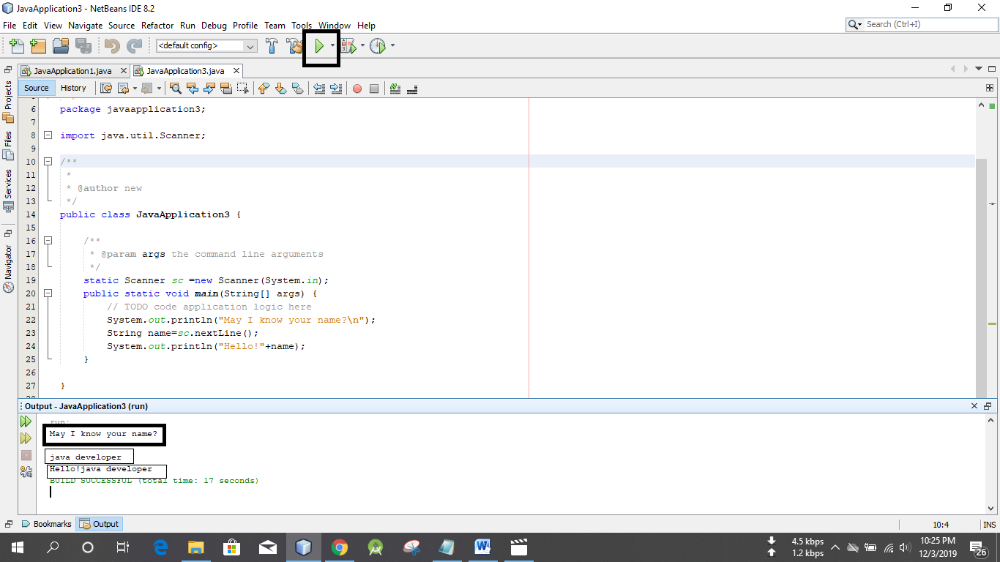 JavaApplication3 - NetBeans IDE 8.2
File Edit View Navigate Source Refactor Run Debug Profile Team Tools Window Help
Search (Ctrl+I)
<default config>
JavaApplication1.java
JavaApplication3.java
Source History
Projects
Files
Services
Navigator
6 package javaapplication3;
7
8 import java.util.Scanner;
9
10 /**
11 *
12 * @author new
13 */
14 public class JavaApplication3 {
15
16 /**
17 * @param args the command line arguments
18 */
19 static Scanner sc =new Scanner(System.in);
20 public static void main(String[] args) {
21 // TODO code application logic here
22 System.out.println("May I know your name?\n");
23 String name=sc.nextLine();
24 System.out.println("Hello!"+name);
25 }
26
27 }
Output - JavaApplication3 (run)
run:
May I know your name?
java developer
Hello!java developer
BUILD SUCCESSFUL (total time: 17 seconds)
Bookmarks Output
10:4 INS
4.5 kbps
1.2 kbps
10:25 PM
12/3/2019
26